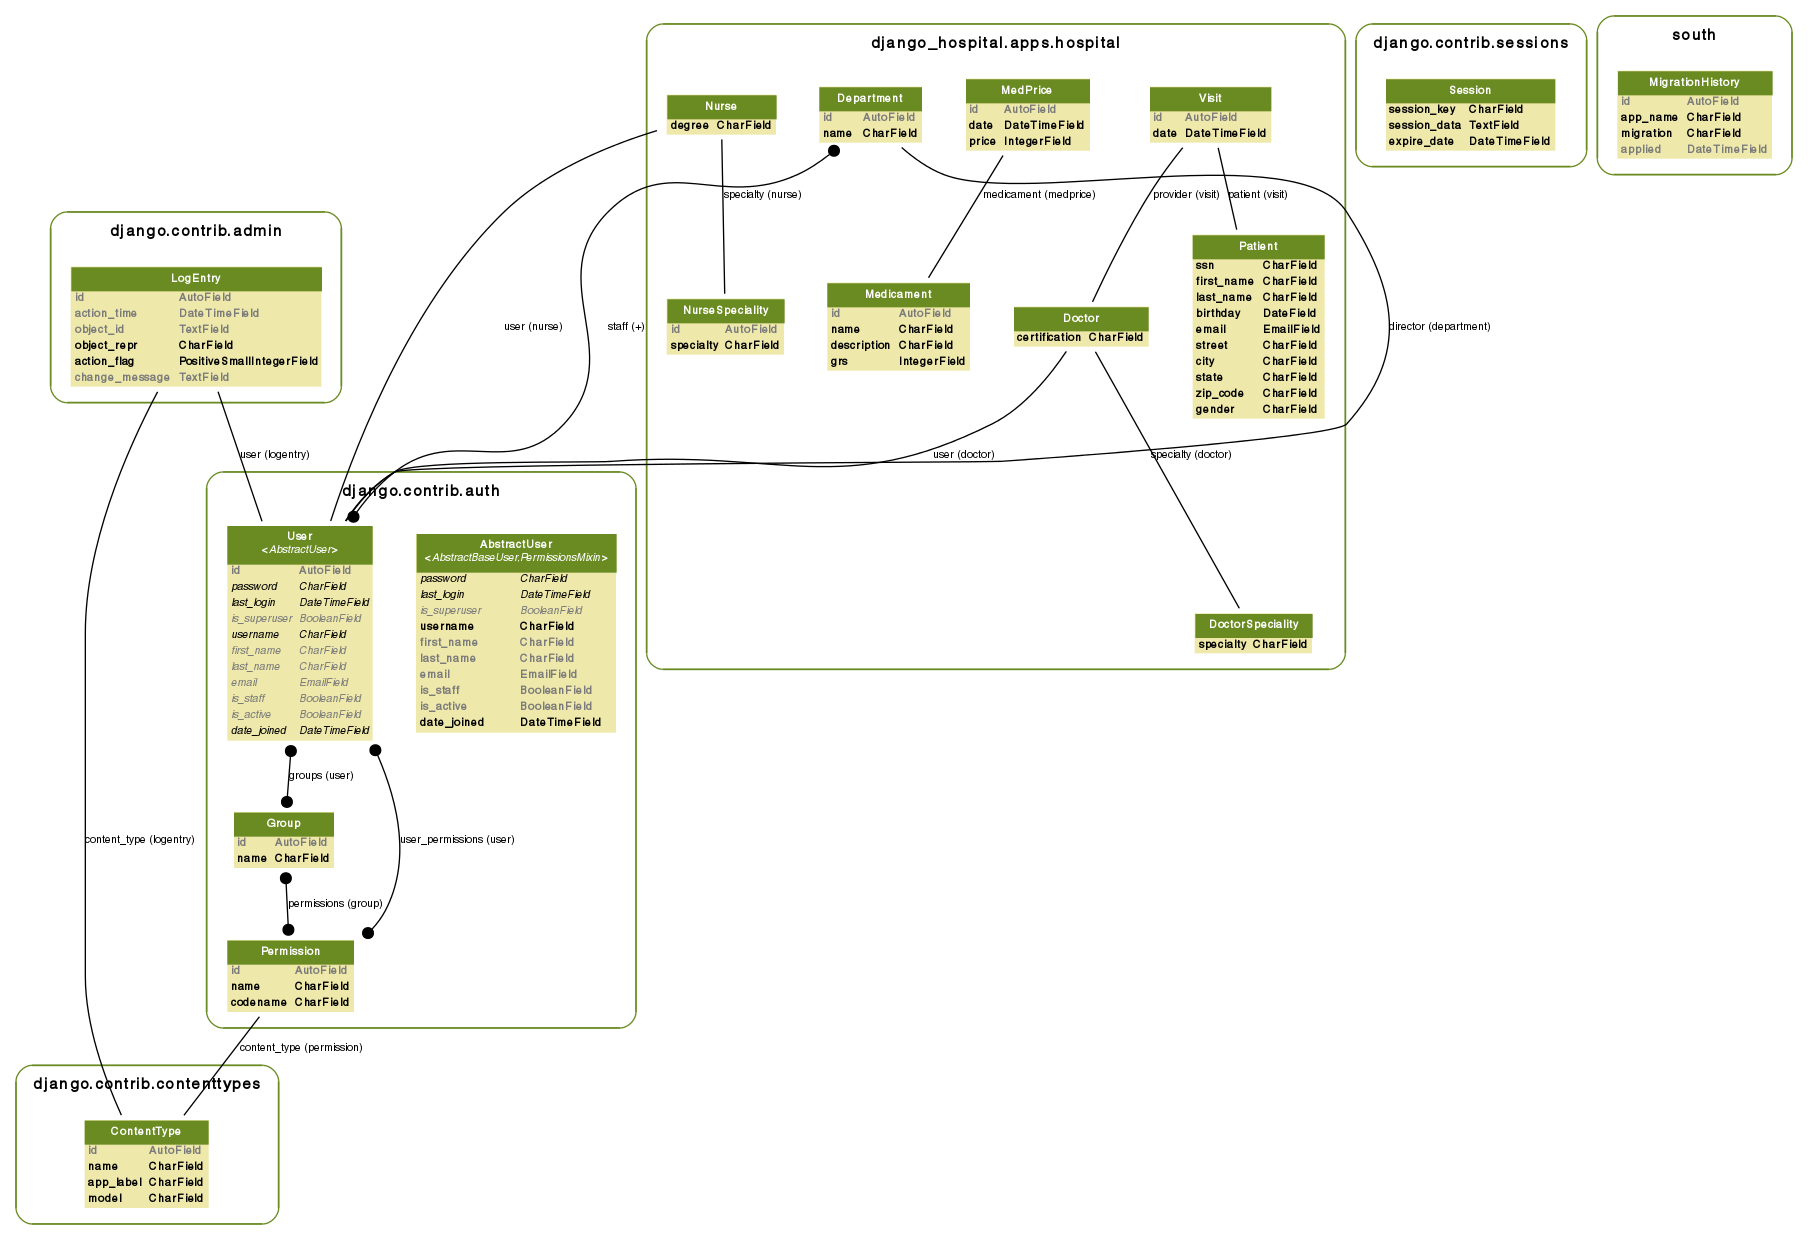 django_hospital.apps.hospital
Nurse
degree CharField
Department
id AutoField
name CharField
MedPrice
id AutoField
date DateTimeField
price IntegerField
Visit
id AutoField
date DateTimeField
specialty (nurse)
medicament (medprice)
provider (visit)
patient (visit)
NurseSpeciality
id AutoField
specialty CharField
Medicament
id AutoField
name CharField
description CharField
grs IntegerField
Doctor
certification CharField
Patient
ssn CharField
first_name CharField
last_name CharField
birthday DateField
email EmailField
street CharField
city CharField
state CharField
zip_code CharField
gender CharField
user (nurse)
staff (+)
director (department)
user (doctor)
specialty (doctor)
DoctorSpeciality
specialty CharField
django.contrib.sessions
Session
session_key CharField
session_data TextField
expire_date DateTimeField
south
MigrationHistory
id AutoField
app_name CharField
migration CharField
applied DateTimeField
django.contrib.admin
LogEntry
id AutoField
action_time DateTimeField
object_id TextField
object_repr CharField
action_flag PositiveSmallIntegerField
change_message TextField
user (logentry)
content_type (logentry)
django.contrib.auth
User
<AbstractUser>
id AutoField
password CharField
last_login DateTimeField
is_superuser BooleanField
username CharField
first_name CharField
last_name CharField
email EmailField
is_staff BooleanField
is_active BooleanField
date_joined DateTimeField
AbstractUser
<AbstractBaseUser,PermissionsMixin>
password CharField
last_login DateTimeField
is_superuser BooleanField
username CharField
first_name CharField
last_name CharField
email EmailField
is_staff BooleanField
is_active BooleanField
date_joined DateTimeField
groups (user)
user_permissions (user)
Group
id AutoField
name CharField
permissions (group)
Permission
id AutoField
name CharField
codename CharField
content_type (permission)
django.contrib.contenttypes
ContentType
id AutoField
name CharField
app_label CharField
model CharField